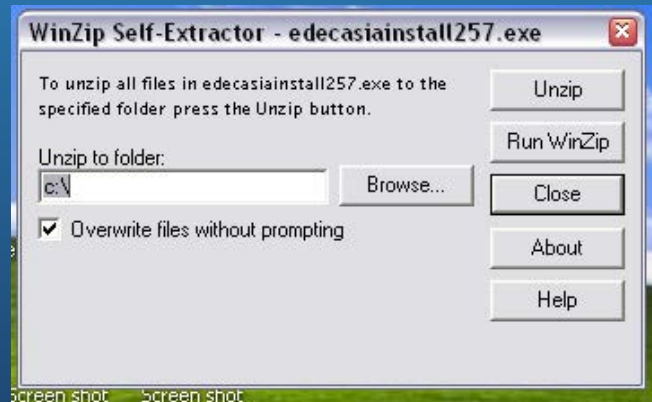 WinZip Self-Extractor - edecasiainstall257.exe
To unzip all files in edecasiainstall257.exe to the
specified folder press the Unzip button.
Unzip to folder:
c:\
Browse...
Overwrite files without prompting
Unzip
Run WinZip
Close
About
Help
Screen shot Screen shot